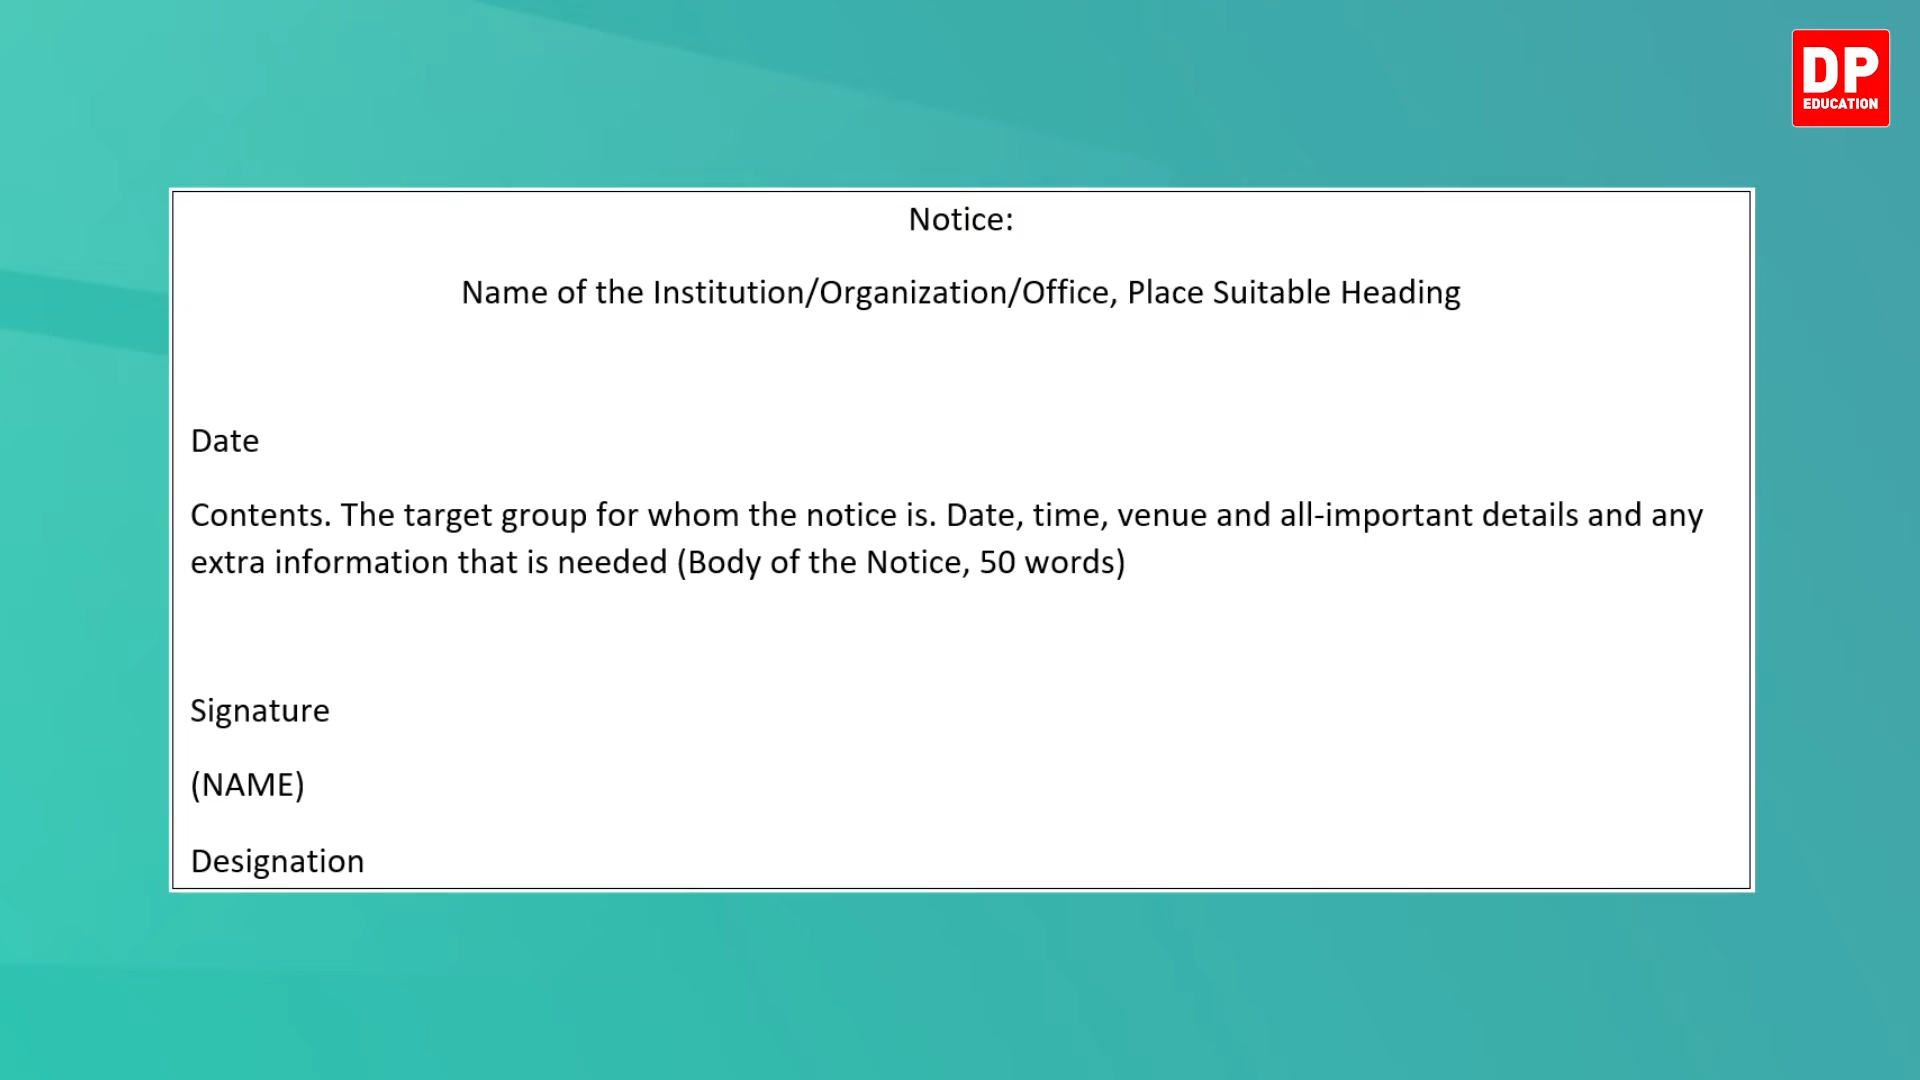 DP
EDUCATION
Notice:
Name of the Institution/Organization/Office, Place Suitable Heading
Date
Contents. The target group for whom the notice is. Date, time, venue and all-important details and any
extra information that is needed (Body of the Notice, 50 words)
Signature
(NAME)
Designation